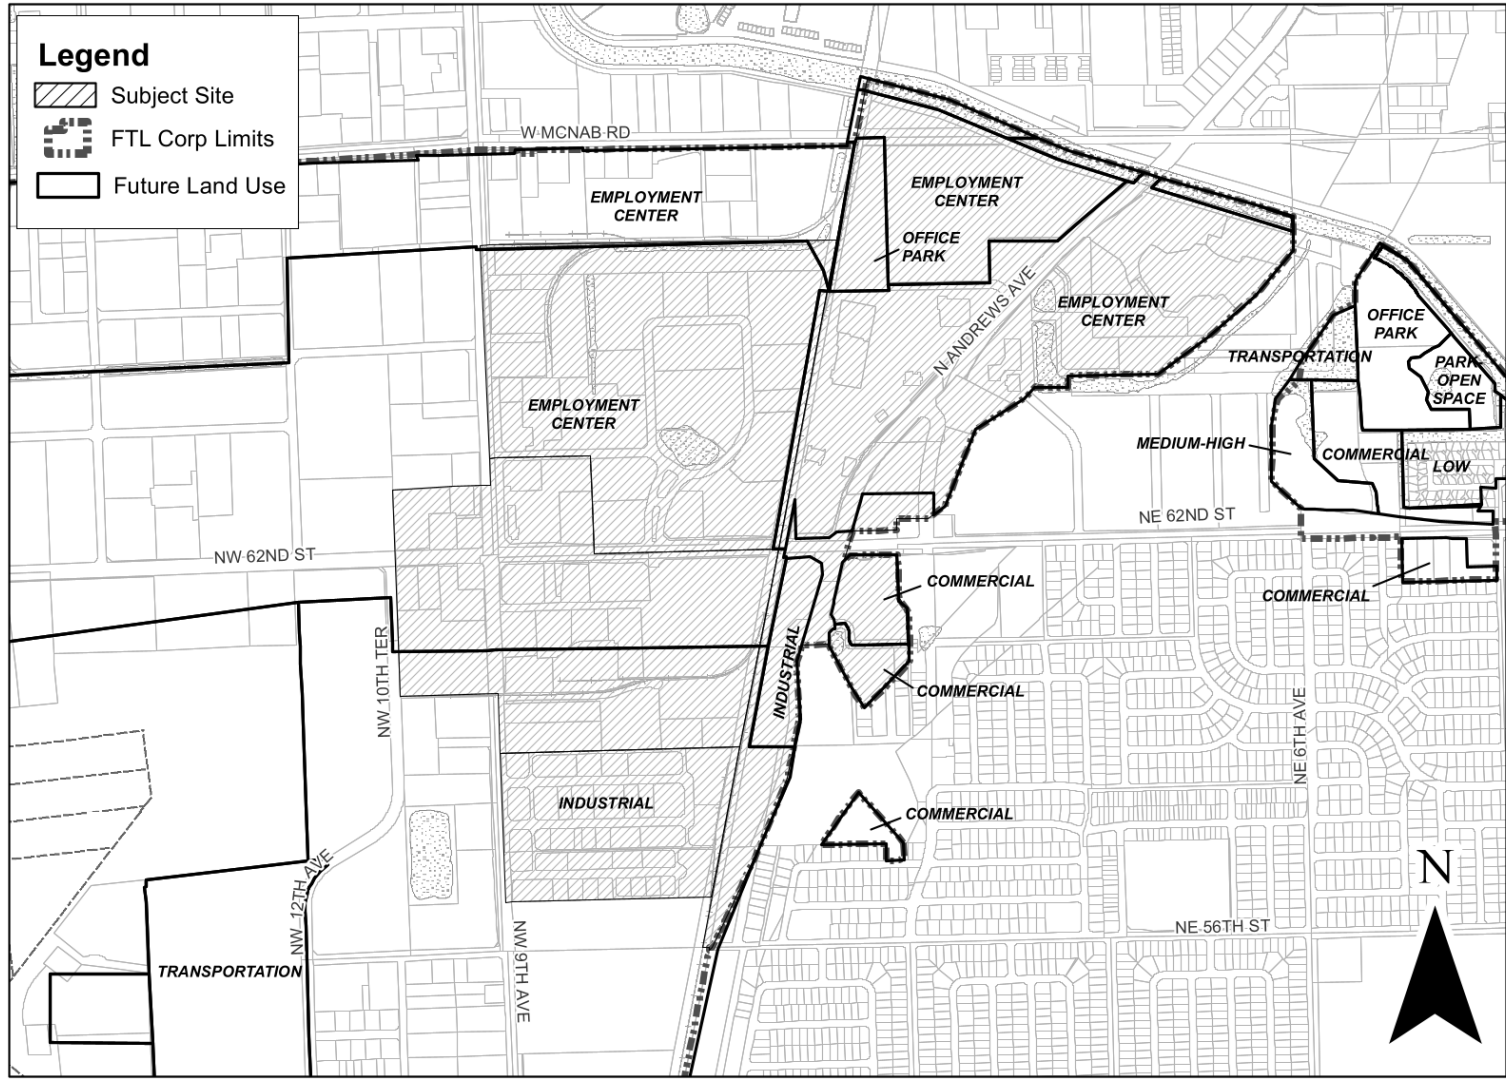 Legend
Subject Site
FTL Corp Limits
Future Land Use
W MCNAB RD
EMPLOYMENT
CENTER
EMPLOYMENT
CENTER
OFFICE
PARK
N ANDREWS AVE
EMPLOYMENT
CENTER
OFFICE
PARK
TRANSPORTATION
PARK-
OPEN
SPACE
EMPLOYMENT
CENTER
MEDIUM-HIGH
COMMERCIAL
LOW
NE 62ND ST
NW 62ND ST
COMMERCIAL
COMMERCIAL
INDUSTRIAL
NW 10TH TER
COMMERCIAL
NE 6TH AVE
INDUSTRIAL
COMMERCIAL
N
NW 12TH AVE
NE 56TH ST
NW 9TH AVE
TRANSPORTATION